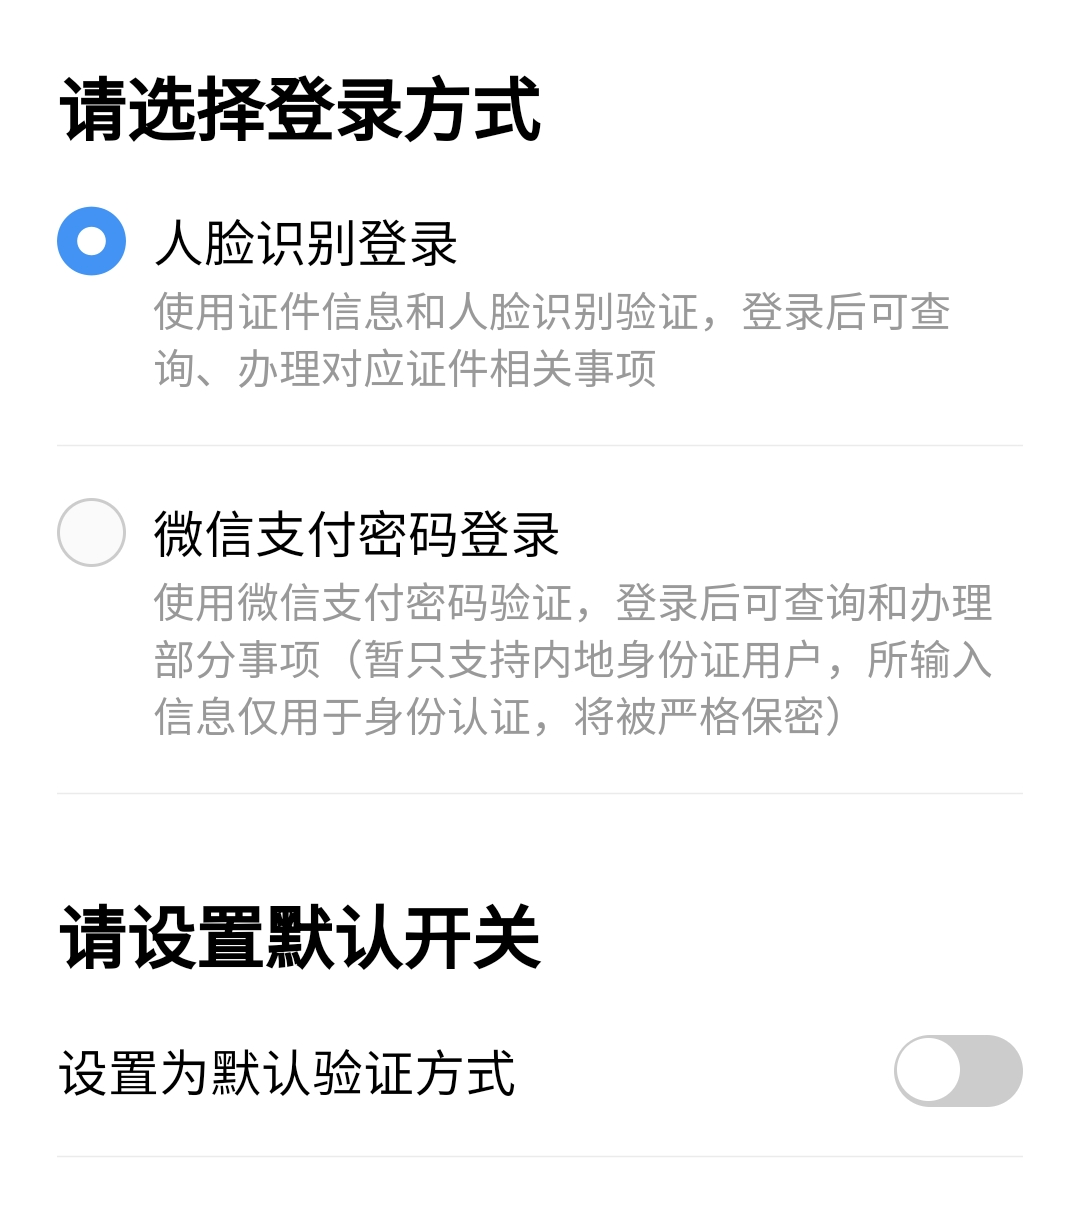 请选择登录方式
人脸识别登录
使用证件信息和人脸识别验证，登录后可查
询、办理对应证件相关事项
微信支付密码登录
使用微信支付密码验证，登录后可查询和办理
部分事项（暂只支持内地身份证用户，所输入
信息仅用于身份认证，将被严格保密）
请设置默认开关
设置为默认验证方式